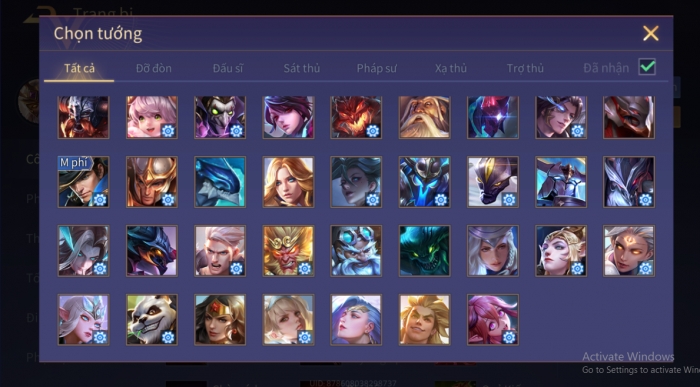 Trang bị
Chọn tướng
Tất cả
Đỡ đòn
Đấu sĩ
Sát thủ
Pháp sư
Xạ thủ
Trợ thủ
Đã nhận
M phí
Activate Windows
Go to Settings to activate Win